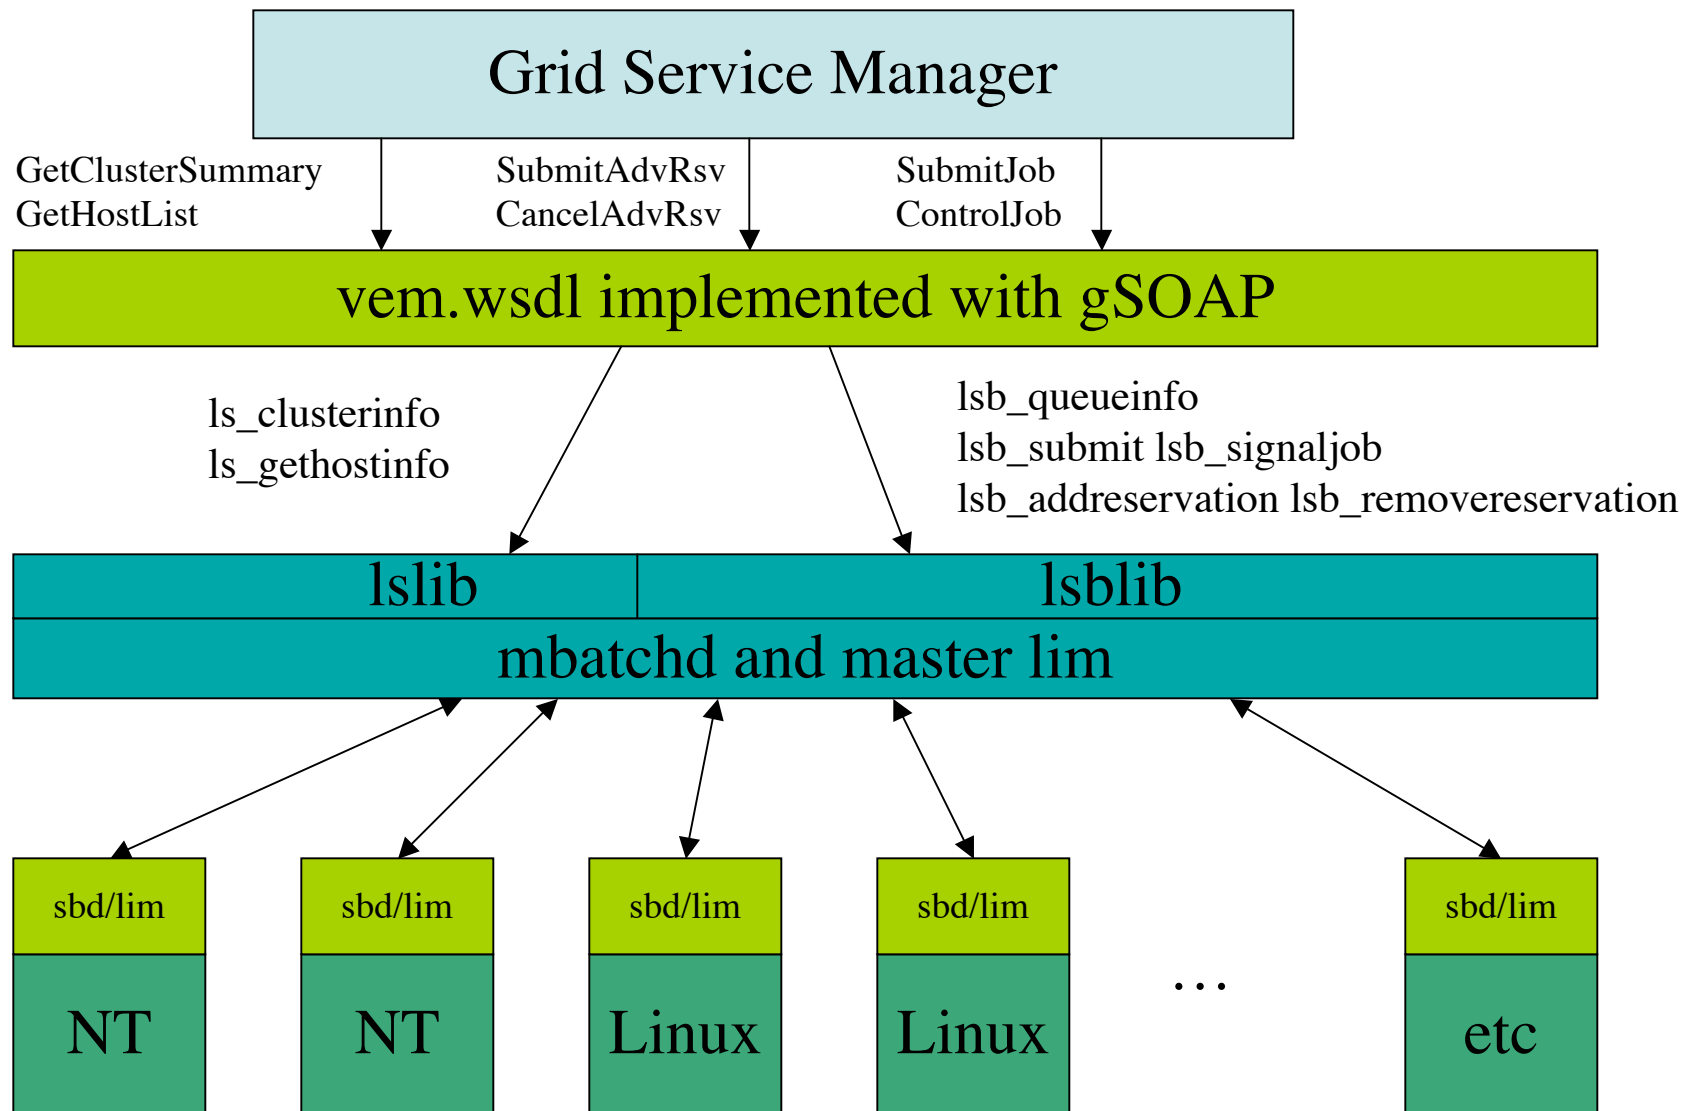 Grid Service Manager
GetClusterSummary
GetHostList
SubmitAdvRsv
CancelAdvRsv
SubmitJob
ControlJob
vem.wsdl implemented with gSOAP
ls_clusterinfo
ls_gethostinfo
lsb_queueinfo
lsb_submit lsb_signaljob
lsb_addreservation lsb_removereservation
lslib
lsblib
mbatchd and master lim
sbd/lim
sbd/lim
sbd/lim
sbd/lim
sbd/lim
NT
NT
Linux
Linux
…
etc